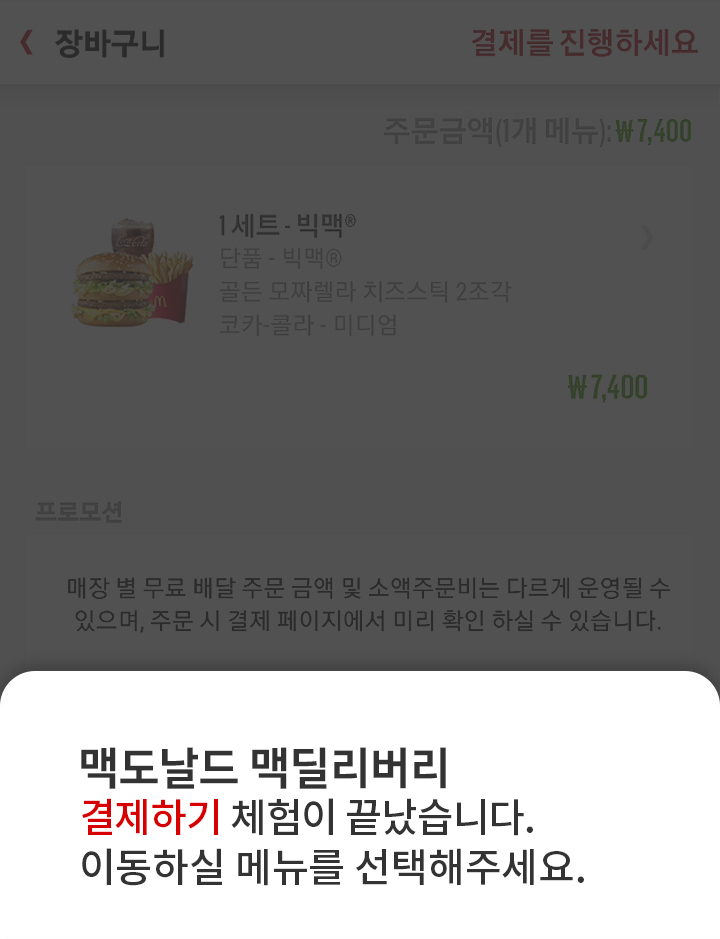 장바구니
결제를 진행하세요
주문금액(1개 메뉴):₩7,400
1 세트 - 빅맥®
단품 - 빅맥®
골든 모짜렐라 치즈스틱 2조각
코카-콜라 - 미디엄
₩7,400
프로모션
매장 별 무료 배달 주문 금액 및 소액주문비는 다르게 운영될 수
있으며, 주문 시 결제 페이지에서 미리 확인 하실 수 있습니다.
맥도날드 맥딜리버리
결제하기 체험이 끝났습니다.
이동하실 메뉴를 선택해주세요.